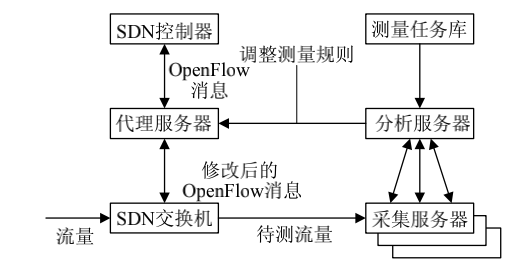 SDN控制器
测量任务库
调整测量规则
OpenFlow
消息
代理服务器
分析服务器
修改后的
OpenFlow消息
SDN交换机
采集服务器
流量
待测流量